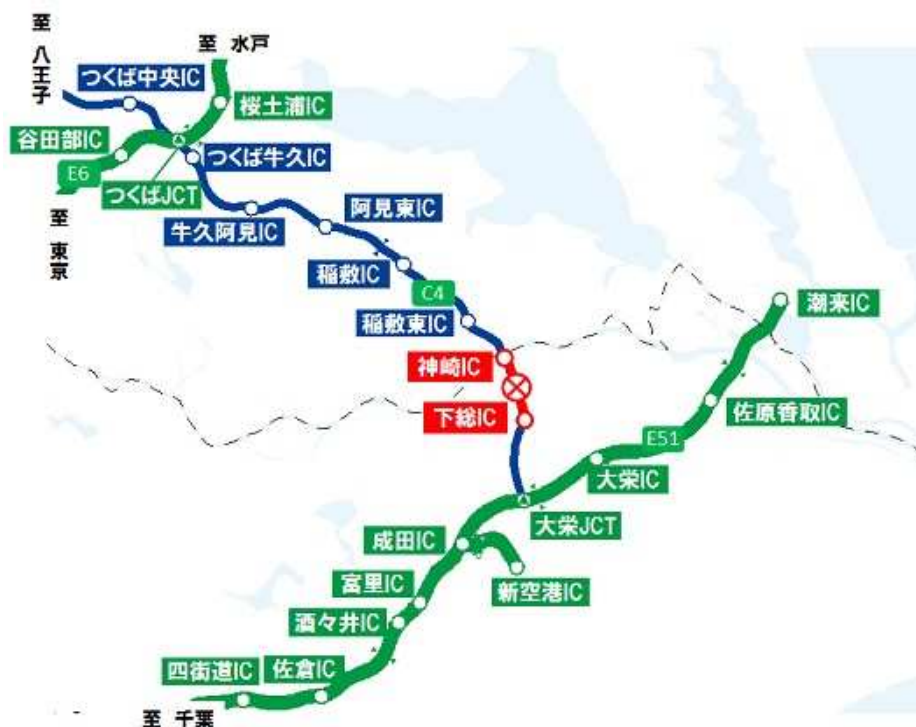 至 八王子
至 水戸
つくば中央IC
桜土浦IC
谷田部IC
つくば牛久IC
E6
つくばJCT
至 東京
阿見東IC
牛久阿見IC
稲敷IC
C4
潮来IC
稲敷東IC
神崎IC
下総IC
佐原香取IC
E51
大栄IC
大栄JCT
成田IC
富里IC
新空港IC
酒々井IC
四街道IC
佐倉IC
至 千葉